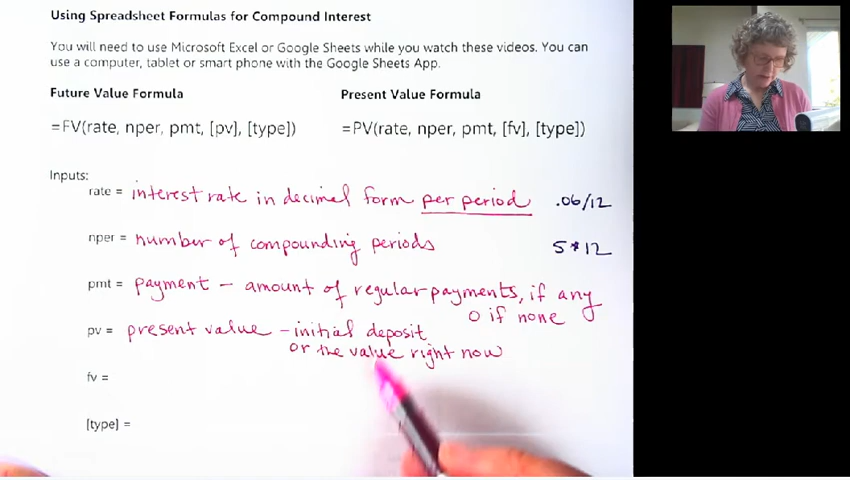 Using Spreadsheet Formulas for Compound Interest
You will need to use Microsoft Excel or Google Sheets while you watch these videos. You can
use a computer, tablet or smart phone with the Google Sheets App.
Future Value Formula
=FV(rate, nper, pmt, [pv], [type])
Present Value Formula
=PV(rate, nper, pmt, [fv], [type])
Inputs:
rate = interest rate in decimal form per period .06/12
nper = number of compounding periods 5*12
pmt = payment - amount of regular payments, if any
0 if none
pv = present value - initial deposit
or the value right now
fv =
[type] =